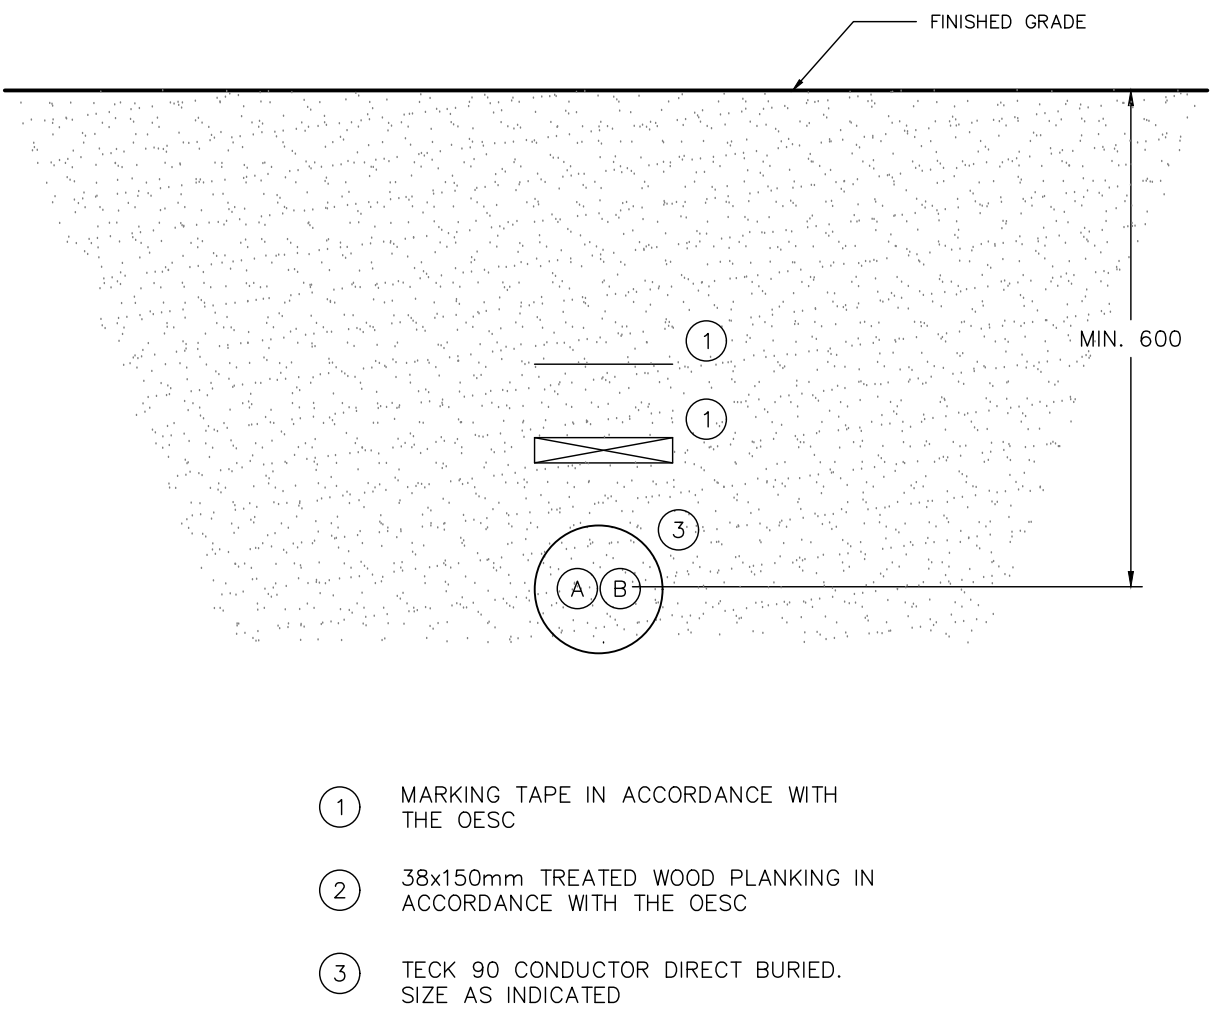 FINISHED GRADE
1
MIN. 600
1
3
A B
1 MARKING TAPE IN ACCORDANCE WITH
THE OESC
2 38x150mm TREATED WOOD PLANKING IN
ACCORDANCE WITH THE OESC
3 TECK 90 CONDUCTOR DIRECT BURIED.
SIZE AS INDICATED